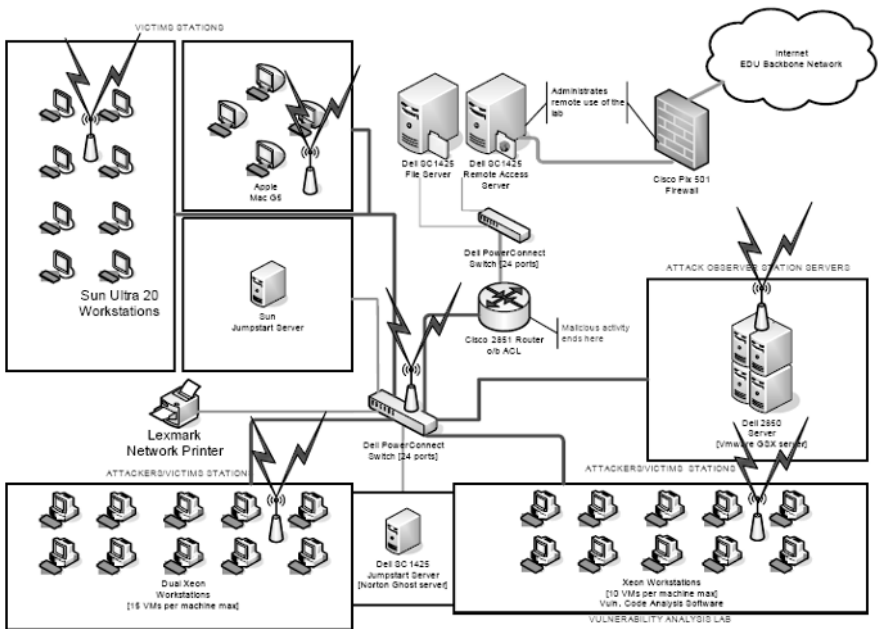 VICTIMS STATIONS
Internet
EDU Backbone Network
Administrates
remote use of the
lab
Dell SC1425
File Server
Dell SC1425
Remote Access
Server
Cisco Pix 501
Firewall
Apple
Mac G5
Sun Ultra 20
Workstations
Sun
Jumpstart Server
Dell PowerConnect
Switch [24 ports]
ATTACK OBSERVER STATION SERVERS
Cisco 2851 Router
o/b ACL
Malicious activity
ends here
Lexmark
Network Printer
Dell PowerConnect
Switch [24 ports]
Dell 2850
Server
[Vmware GSX server]
ATTACKERS/VICTIMS STATIONS
ATTACKERS/VICTIMS STATIONS
Dual Xeon
Workstations
[15 VMs per machine max]
Dell SC 1425
Jumpstart Server
[Norton Ghost server]
Xeon Workstations
[10 VMs per machine max]
Vuln. Code Analysis Software
VULNERABILITY ANALYSIS LAB